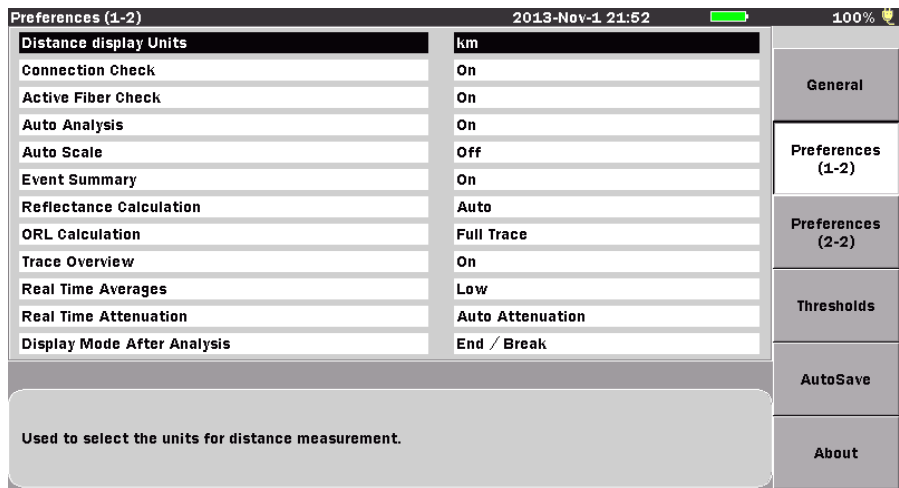 Preferences (1-2) 2013-Nov-1 21:52 100%
Distance display Units km
Connection Check On
Active Fiber Check On
Auto Analysis On
Auto Scale Off
Event Summary On
Reflectance Calculation Auto
ORL Calculation Full Trace
Trace Overview On
Real Time Averages Low
Real Time Attenuation Auto Attenuation
Display Mode After Analysis End / Break
Used to select the units for distance measurement.
General
Preferences
(1-2)
Preferences
(2-2)
Thresholds
AutoSave
About